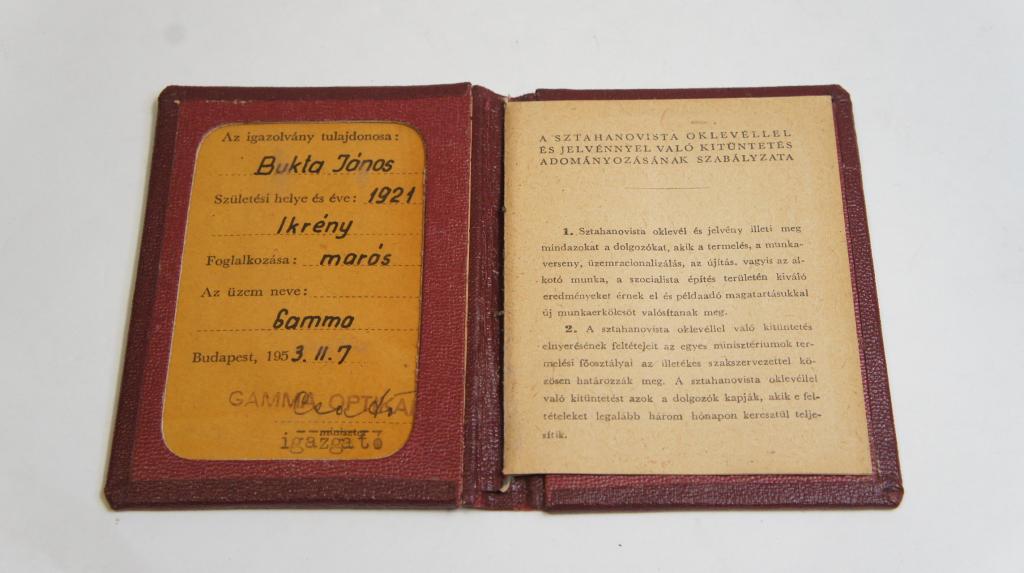 Az igazolvány tulajdonosa:
Bukta János
Születési helye és éve: 1921
Ikrény
Foglalkozása: marós
Az üzem neve:
Gamma
Budapest, 1953. 11. 7
GAMMA OPTIKAI
miniszter
igazgató.
A SZTAHANOVISTA OKLEVÉLLEL
ÉS JELVÉNNYEL VALÓ KITÜNTETÉS
ADOMÁNYOZÁSÁNAK SZABÁLYZATA
1. Sztahanovista oklevél és jelvény illeti meg
mindazokat a dolgozókat, akik a termelés, a munka-
verseny, üzemracionalizálás, az újítás, vagyis az al-
kotó munka, a szocialista építés területén kiváló
eredményeket érnek el és példaadó magatartásukkal
új munkaerkölcsöt valósítanak meg.
2. A sztahanovista oklevéllel való kitüntetés
elnyerésének feltételeit az egyes minisztériumok ter-
melési főosztályai az illetékes szakszervezettel kö-
zösen határozzák meg. A sztahanovista oklevéllel
való kitüntetést azok a dolgozók kapják, akik e fel-
tételeket legalább három hónapon keresztül telje-
sítik.